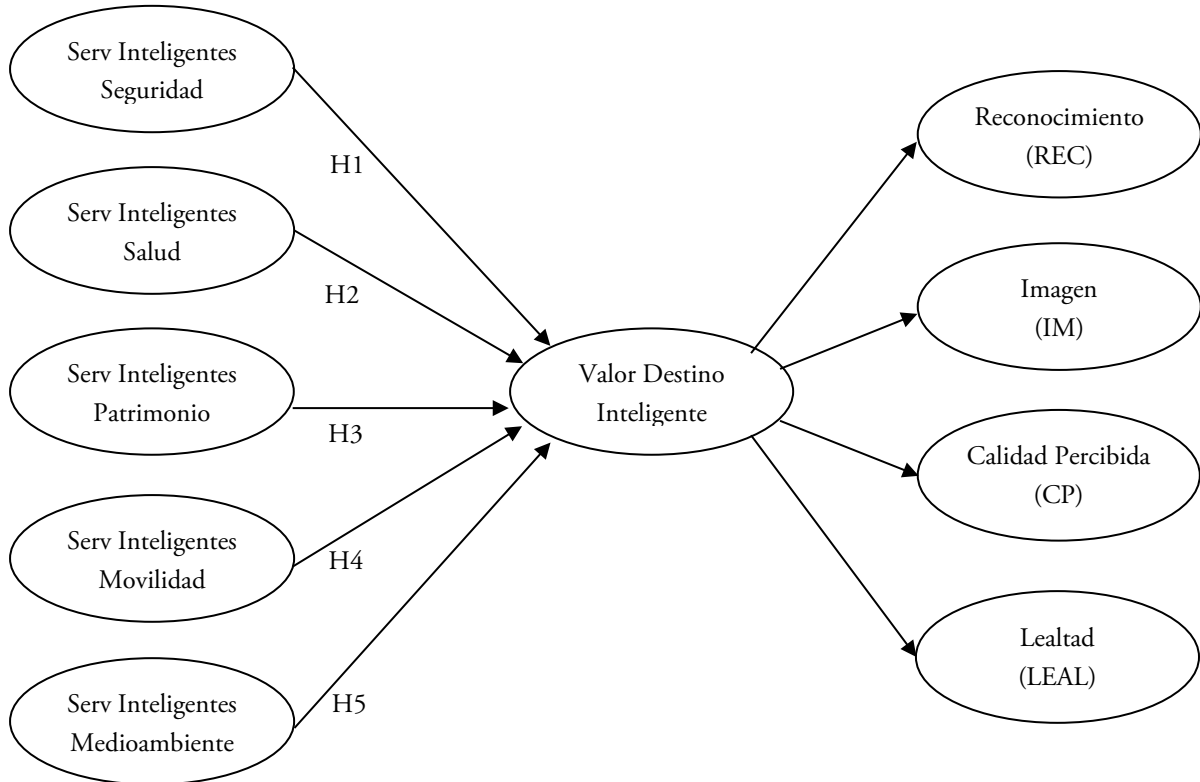 Serv Inteligentes
Seguridad
H1
Serv Inteligentes
Salud
H2
Serv Inteligentes
Patrimonio
H3
Serv Inteligentes
Movilidad
H4
Serv Inteligentes
Medioambiente
H5
Valor Destino
Inteligente
Reconocimiento
(REC)
Imagen
(IM)
Calidad Percibida
(CP)
Lealtad
(LEAL)